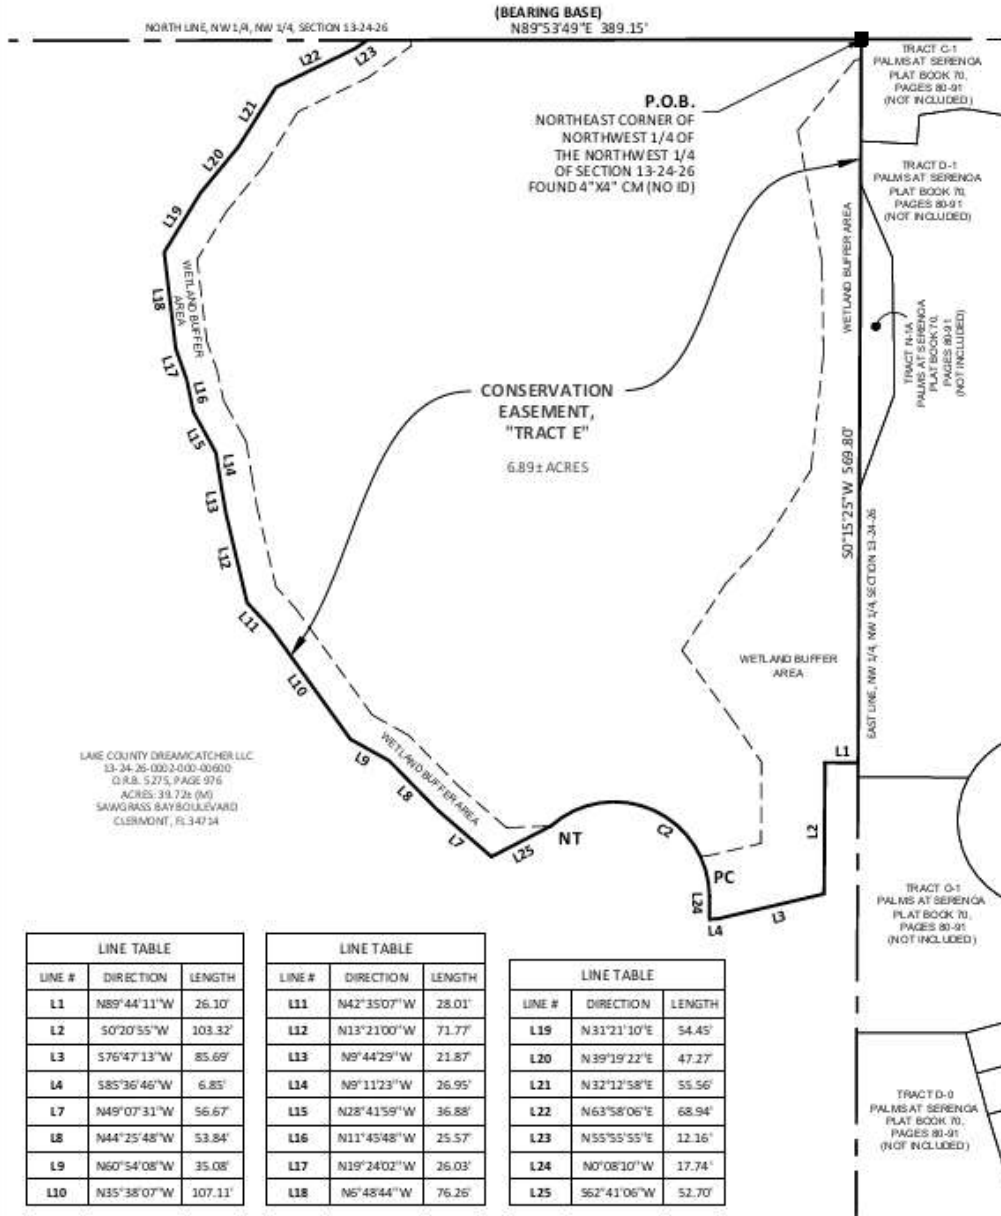 (BEARING BASE)
N89°53'49"E 389.15'
NORTH LINE, NW 1/4, NW 1/4, SECTION 13-24-26
TRACT C-1
PALMS AT SERENOA
PLAT BOOK 70,
PAGES 80-91
(NOT INCLUDED)
P.O.B.
NORTHEAST CORNER OF
NORTHWEST 1/4 OF
THE NORTHWEST 1/4
OF SECTION 13-24-26
FOUND 4"X4" CM (NO ID)
TRACT D-1
PALMS AT SERENOA
PLAT BOOK 70,
PAGES 80-91
(NOT INCLUDED)
L23
L22
L21
L20
L19
L18
L17
L16
L15
L14
L13
L12
L11
L10
L9
L8
L7
L25
WETLAND BUFFER
AREA
WETLAND BUFFER AREA
TRACT N-1A
PALMS AT SERENOA
PLAT BOOK 70,
PAGES 80-91
(NOT INCLUDED)
CONSERVATION
EASEMENT,
"TRACT E"
6.89± ACRES
S0°15'25"W 569.80'
EAST LINE, NW 1/4, NW 1/4, SECTION 13-24-26
WETLAND BUFFER
AREA
WETLAND BUFFER AREA
LAKE COUNTY DREAMCATCHER LLC
13-24-26-0002-000-00600
O.R.B. 5275, PAGE 976
ACRES: 39.72± (M)
SAWGRASS BAY BOULEVARD
CLERMONT, FL 34714
L1
L2
NT
C2
PC
L24
L4
L3
TRACT O-1
PALMS AT SERENOA
PLAT BOOK 70,
PAGES 80-91
(NOT INCLUDED)
TRACT D-0
PALMS AT SERENOA
PLAT BOOK 70,
PAGES 80-91
(NOT INCLUDED)
LINE TABLE
LINE # DIRECTION LENGTH
L1 N89°44'11"W 26.10'
L2 S0°20'55"W 103.32'
L3 S76°47'13"W 85.69'
L4 S85°36'46"W 6.85'
L7 N49°07'31"W 56.67'
L8 N44°25'48"W 53.84'
L9 N60°54'08"W 35.08'
L10 N35°38'07"W 107.11'
LINE TABLE
LINE # DIRECTION LENGTH
L11 N42°35'07"W 28.01'
L12 N13°21'00"W 71.77'
L13 N9°44'29"W 21.87'
L14 N9°11'23"W 26.95'
L15 N28°41'59"W 36.88'
L16 N11°45'48"W 25.57'
L17 N19°24'02"W 26.03'
L18 N6°48'44"W 76.26'
LINE TABLE
LINE # DIRECTION LENGTH
L19 N31°21'10"E 54.45'
L20 N39°19'22"E 47.27'
L21 N32°12'58"E 55.56'
L22 N63°58'06"E 68.94'
L23 N55°55'55"E 12.16'
L24 N0°08'10"W 17.74'
L25 S62°41'06"W 52.70'